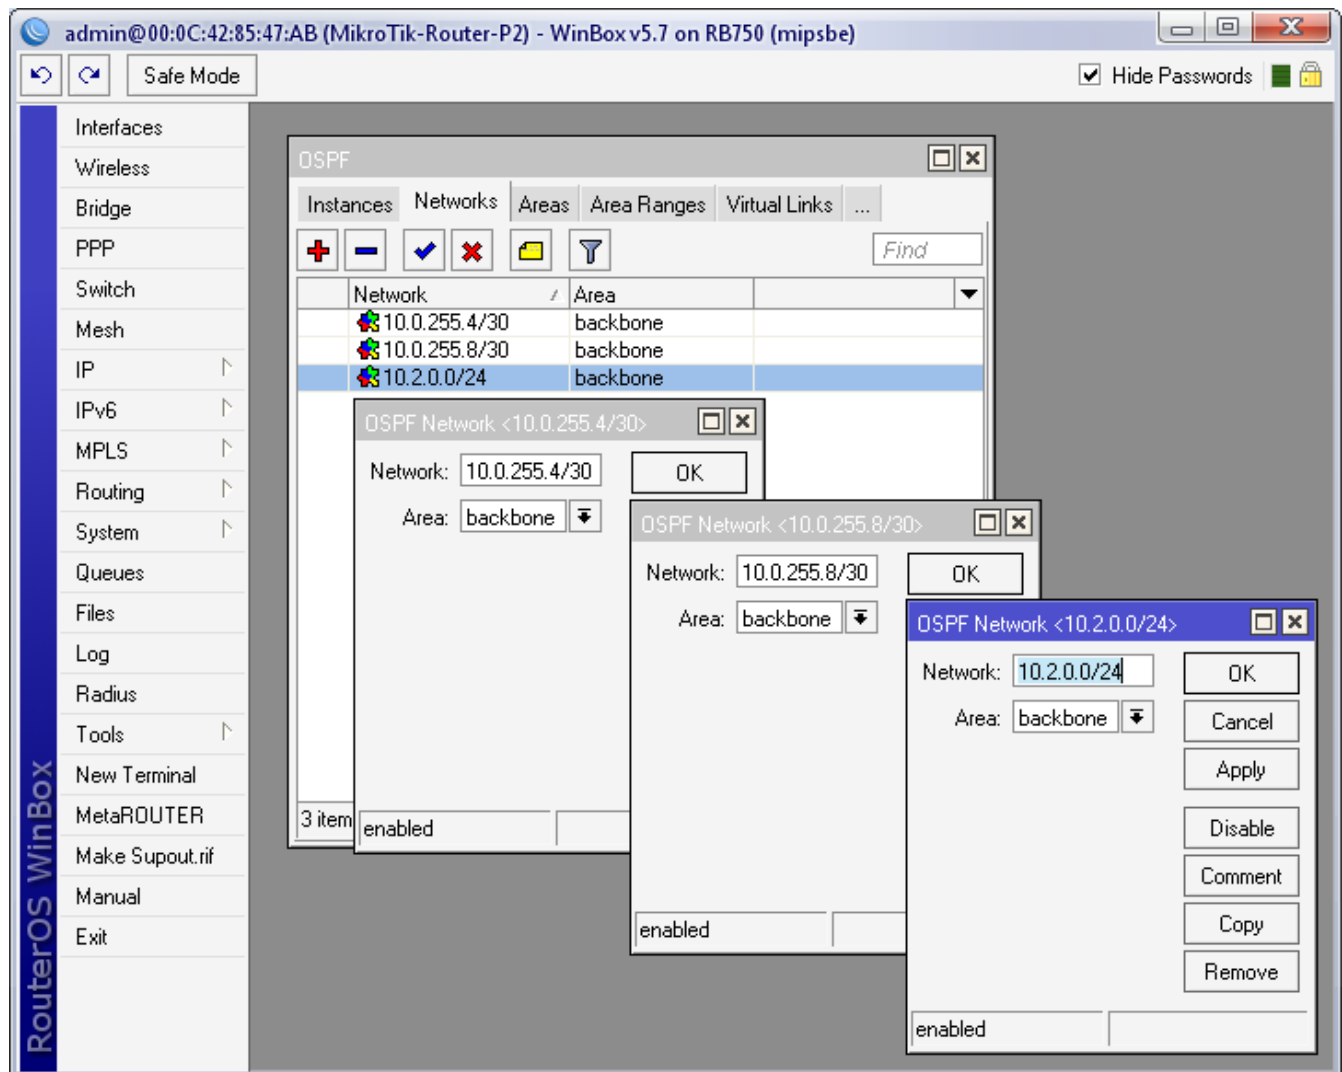 admin@00:0C:42:85:47:AB (MikroTik-Router-P2) - WinBox v5.7 on RB750 (mipsbe)
Safe Mode
Hide Passwords
Interfaces
Wireless
Bridge
PPP
Switch
Mesh
IP
IPv6
MPLS
Routing
System
Queues
Files
Log
Radius
Tools
New Terminal
MetaROUTER
Make Supout.rif
Manual
Exit
RouterOS WinBox
OSPF
Instances Networks Areas Area Ranges Virtual Links ...
Find
Network Area
10.0.255.4/30 backbone
10.0.255.8/30 backbone
10.2.0.0/24 backbone
3 item
OSPF Network <10.0.255.4/30>
Network: 10.0.255.4/30 OK
Area: backbone
enabled
OSPF Network <10.0.255.8/30>
Network: 10.0.255.8/30 OK
Area: backbone
enabled
OSPF Network <10.2.0.0/24>
Network: 10.2.0.0/24 OK
Area: backbone Cancel
Apply
Disable
Comment
Copy
Remove
enabled